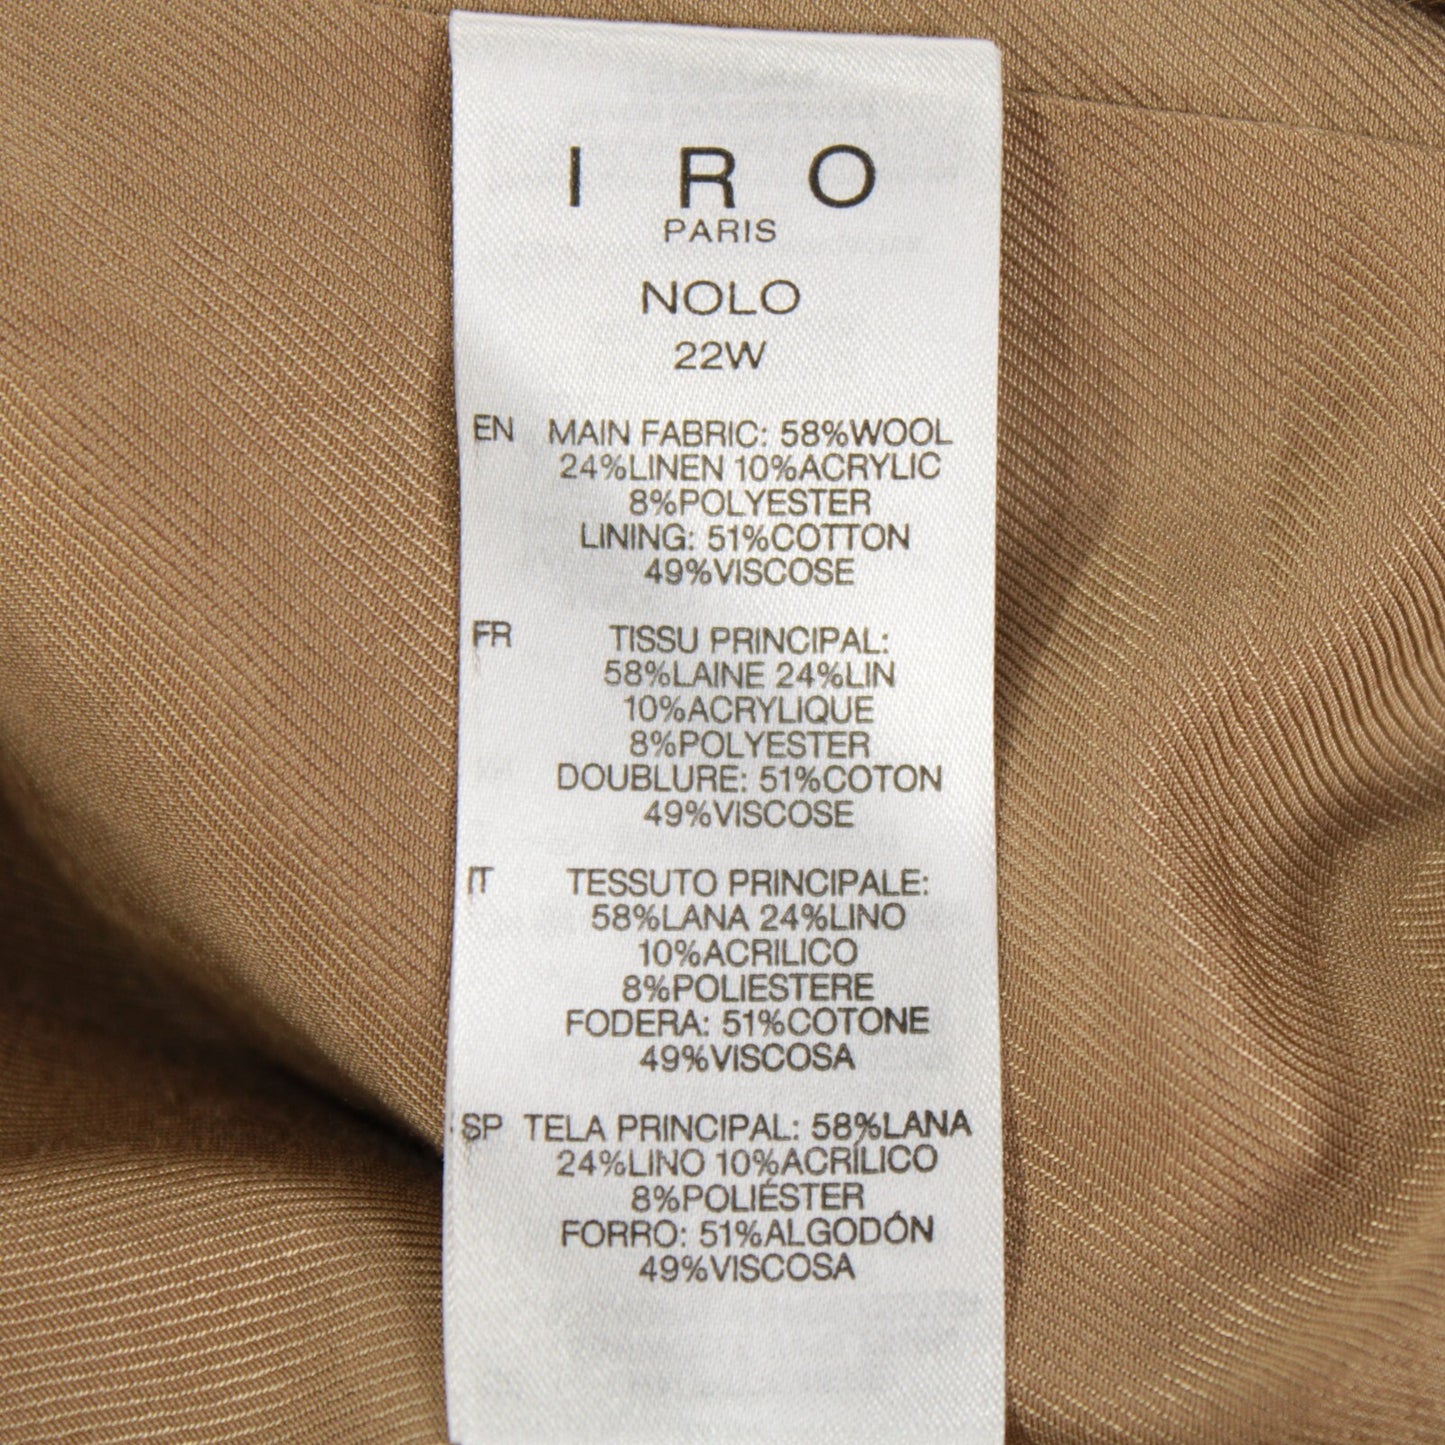 IRO
PARIS
NOLO
22W
EN MAIN FABRIC: 58%WOOL
24%LINEN 10%ACRYLIC
8%POLYESTER
LINING: 51%COTTON
49%VISCOSE
FR TISSU PRINCIPAL:
58%LAINE 24%LIN
10%ACRYLIQUE
8%POLYESTER
DOUBLURE: 51%COTON
49%VISCOSE
IT TESSUTO PRINCIPALE:
58%LANA 24%LINO
10%ACRILICO
8%POLIESTERE
FODERA: 51%COTONE
49%VISCOSA
SP TELA PRINCIPAL: 58%LANA
24%LINO 10%ACRÍLICO
8%POLIÉSTER
FORRO: 51%ALGODÓN
49%VISCOSA